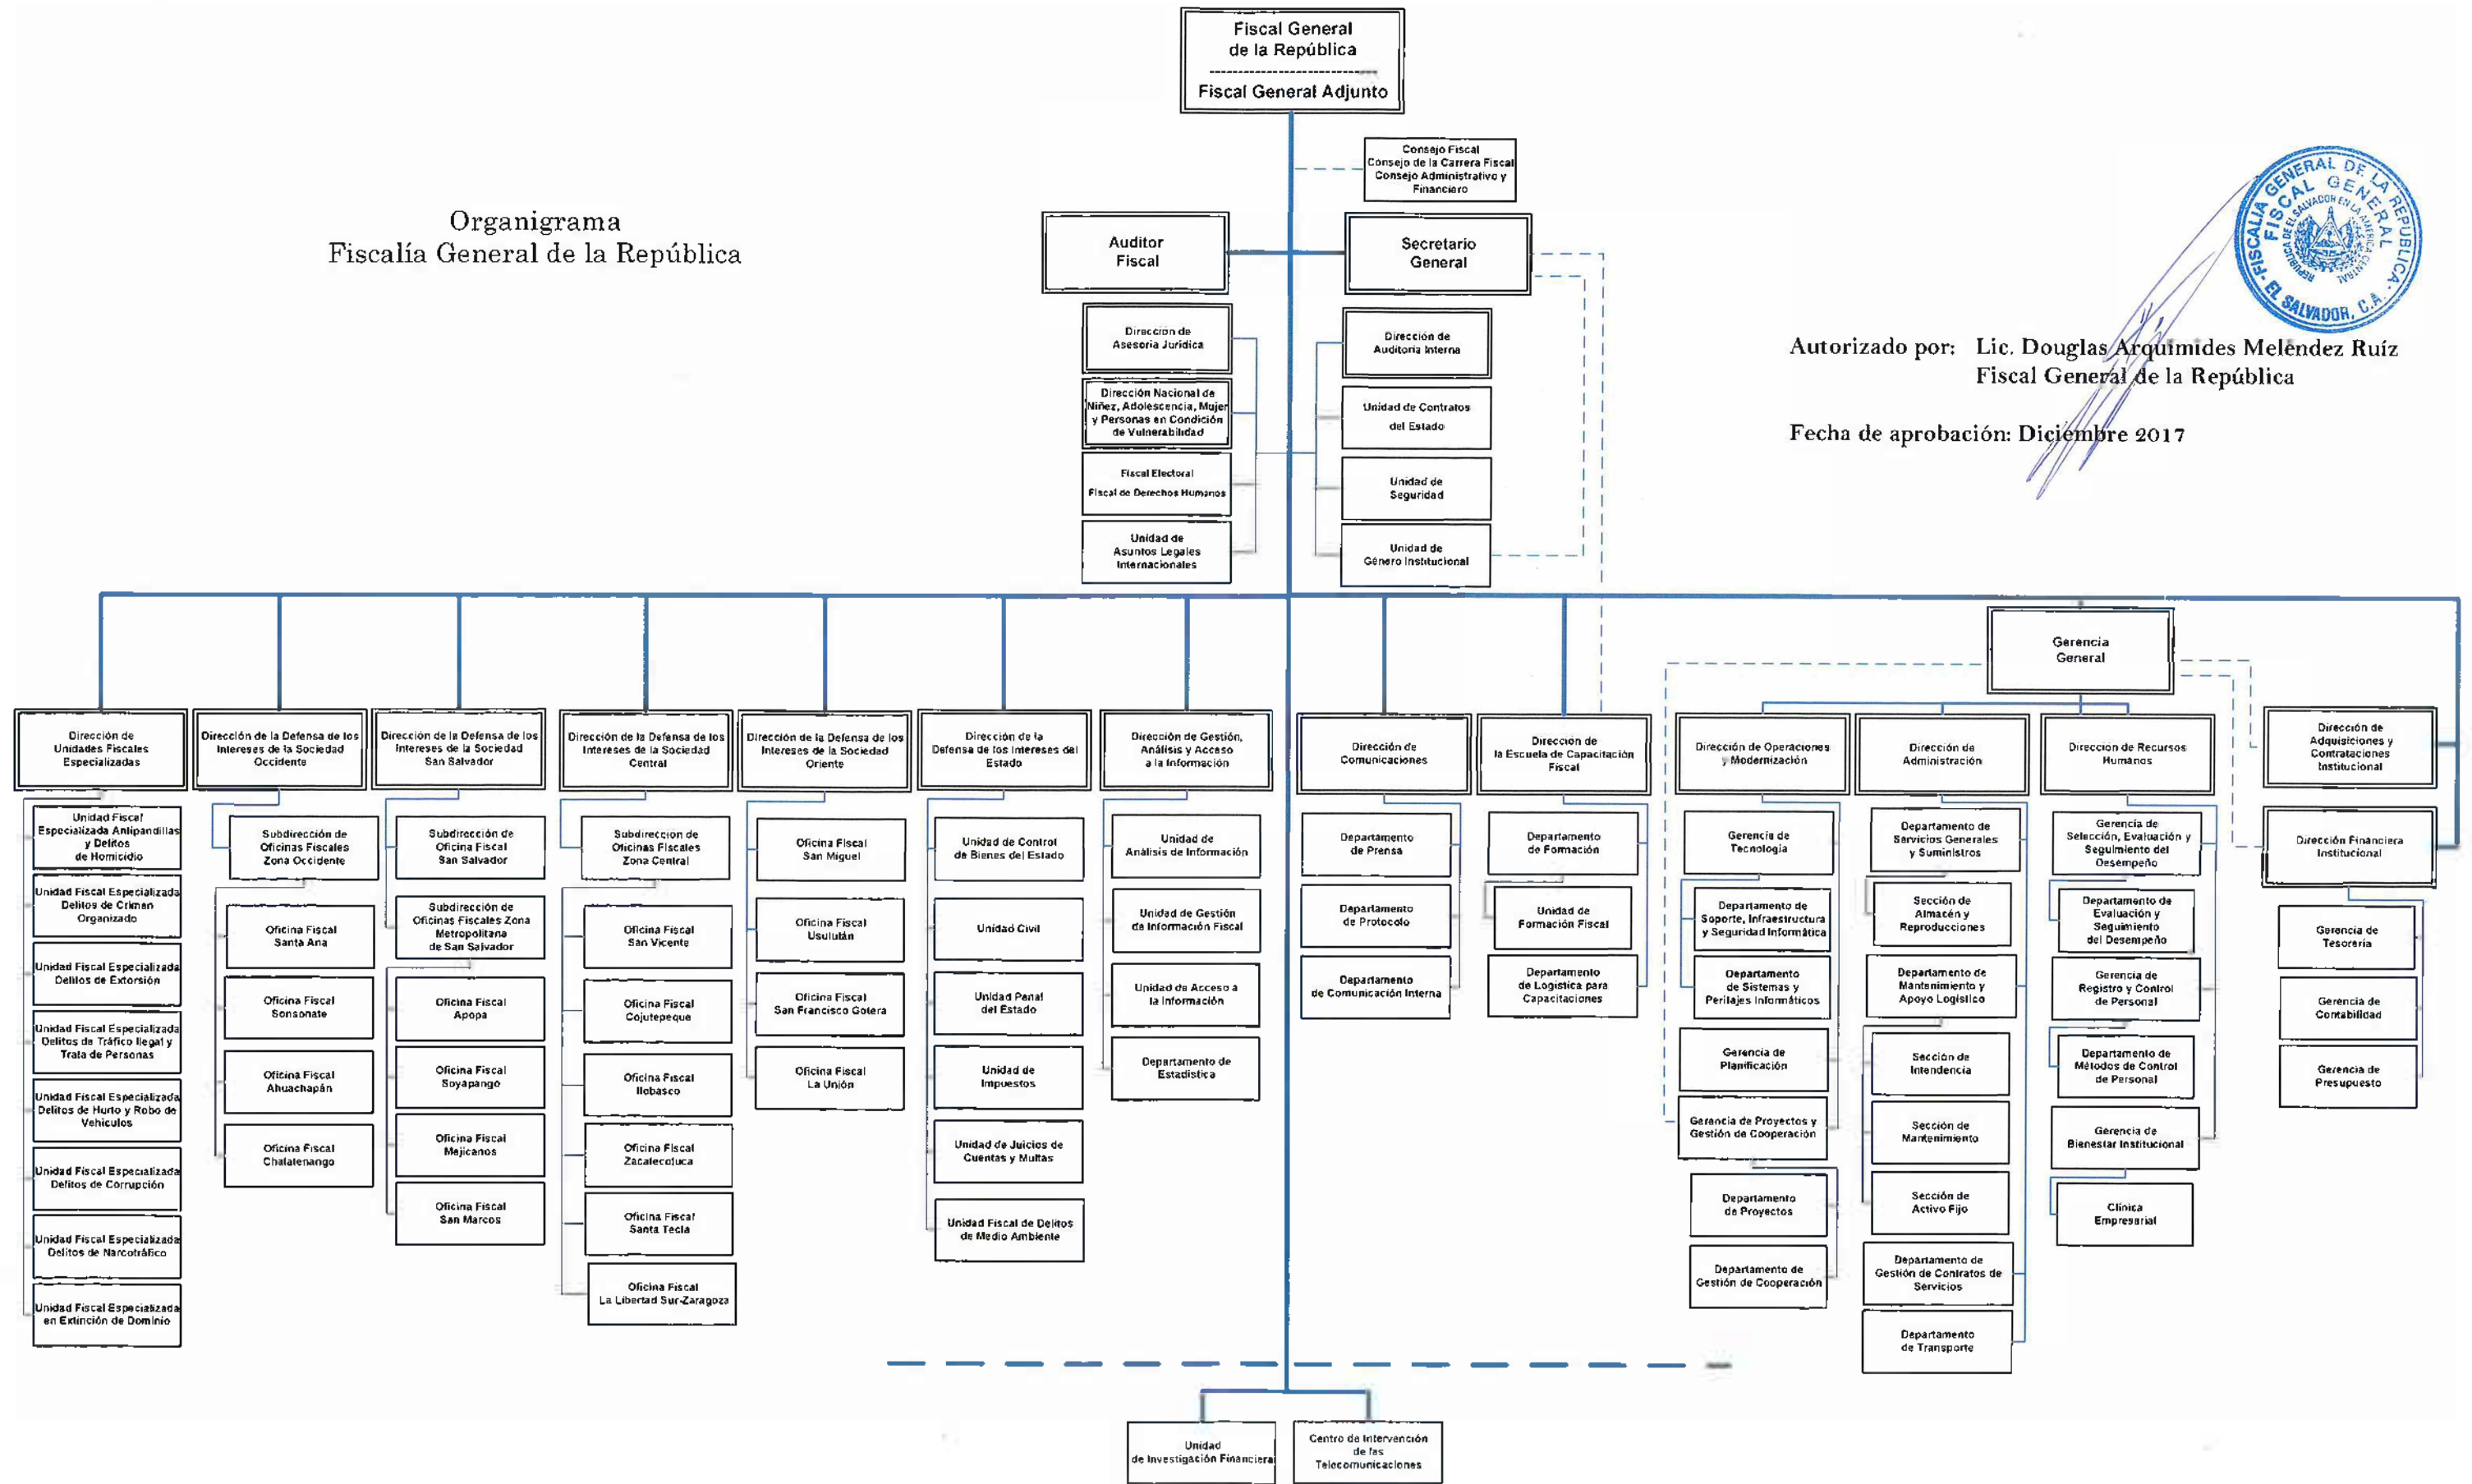 Fiscal General
de la República
Fiscal General Adjunto
Consejo Fiscal
Consejo de la Carrera Fiscal
Consejo Administrativo y
Financiero
Organigrama
Fiscalía General de la República
Auditor
Fiscal
Secretario
General
FISCALIA GENERAL DE LA REPUBLICA
FISCAL GENERAL
REPUBLICA DE EL SALVADOR EN LA AMERICA CENTRAL
EL SALVADOR, C.A.
Autorizado por: Lic. Douglas Arquímides Meléndez Ruíz
Fiscal General de la República
Fecha de aprobación: Diciembre 2017
Dirección de
Asesoría Jurídica
Dirección Nacional de
Niñez, Adolescencia, Mujer
y Personas en Condición
de Vulnerabilidad
Fiscal Electoral
Fiscal de Derechos Humanos
Unidad de
Asuntos Legales
Internacionales
Dirección de
Auditoría Interna
Unidad de Contratos
del Estado
Unidad de
Seguridad
Unidad de
Género Institucional
Gerencia
General
Dirección de
Unidades Fiscales
Especializadas
Unidad Fiscal
Especializada Antipandillas
y Delitos
de Homicidio
Unidad Fiscal Especializada
Delitos de Crimen
Organizado
Unidad Fiscal Especializada
Delitos de Extorsión
Unidad Fiscal Especializada
Delitos de Tráfico Ilegal y
Trata de Personas
Unidad Fiscal Especializada
Delitos de Hurto y Robo de
Vehículos
Unidad Fiscal Especializada
Delitos de Corrupción
Unidad Fiscal Especializada
Delitos de Narcotráfico
Unidad Fiscal Especializada
en Extinción de Dominio
Dirección de la Defensa de los
Intereses de la Sociedad
Occidente
Subdirección de
Oficinas Fiscales
Zona Occidente
Oficina Fiscal
Santa Ana
Oficina Fiscal
Sonsonate
Oficina Fiscal
Ahuachapán
Oficina Fiscal
Chalatenango
Dirección de la Defensa de los
Intereses de la Sociedad
San Salvador
Subdirección de
Oficina Fiscal
San Salvador
Subdirección de
Oficinas Fiscales Zona
Metropolitana
de San Salvador
Oficina Fiscal
Apopa
Oficina Fiscal
Soyapango
Oficina Fiscal
Mejicanos
Oficina Fiscal
San Marcos
Dirección de la Defensa de los
Intereses de la Sociedad
Central
Subdirección de
Oficinas Fiscales
Zona Central
Oficina Fiscal
San Vicente
Oficina Fiscal
Cojutepeque
Oficina Fiscal
Ilobasco
Oficina Fiscal
Zacatecoluca
Oficina Fiscal
Santa Tecla
Oficina Fiscal
La Libertad Sur-Zaragoza
Dirección de la Defensa de los
Intereses de la Sociedad
Oriente
Oficina Fiscal
San Miguel
Oficina Fiscal
Usulután
Oficina Fiscal
San Francisco Gotera
Oficina Fiscal
La Unión
Dirección de la
Defensa de los Intereses del
Estado
Unidad de Control
de Bienes del Estado
Unidad Civil
Unidad Penal
del Estado
Unidad de
Impuestos
Unidad de Juicios de
Cuentas y Multas
Unidad Fiscal de Delitos
de Medio Ambiente
Dirección de Gestión,
Análisis y Acceso
a la Información
Unidad de
Análisis de Información
Unidad de Gestión
de Información Fiscal
Unidad de Acceso a
la Información
Departamento de
Estadística
Dirección de
Comunicaciones
Departamento
de Prensa
Departamento
de Protocolo
Departamento
de Comunicación Interna
Dirección de
la Escuela de Capacitación
Fiscal
Departamento
de Formación
Unidad de
Formación Fiscal
Departamento
de Logística para
Capacitaciones
Dirección de Operaciones
y Modernización
Gerencia de
Tecnología
Departamento de
Soporte, Infraestructura
y Seguridad Informática
Departamento
de Sistemas y
Peritajes Informáticos
Gerencia de
Planificación
Gerencia de Proyectos y
Gestión de Cooperación
Departamento
de Proyectos
Departamento de
Gestión de Cooperación
Dirección de
Administración
Departamento de
Servicios Generales
y Suministros
Sección de
Almacén y
Reproducciones
Departamento de
Mantenimiento y
Apoyo Logístico
Sección de
Intendencia
Sección de
Mantenimiento
Sección de
Activo Fijo
Departamento de
Gestión de Contratos de
Servicios
Departamento
de Transporte
Dirección de Recursos
Humanos
Gerencia de
Selección, Evaluación y
Seguimiento del
Desempeño
Departamento de
Evaluación y
Seguimiento
del Desempeño
Gerencia de
Registro y Control
de Personal
Departamento de
Métodos de Control
de Personal
Gerencia de
Bienestar Institucional
Clínica
Empresarial
Dirección de
Adquisiciones y
Contrataciones
Institucional
Dirección Financiera
Institucional
Gerencia de
Tesorería
Gerencia de
Contabilidad
Gerencia de
Presupuesto
Unidad
de Investigación Financiera
Centro de Intervención
de las
Telecomunicaciones